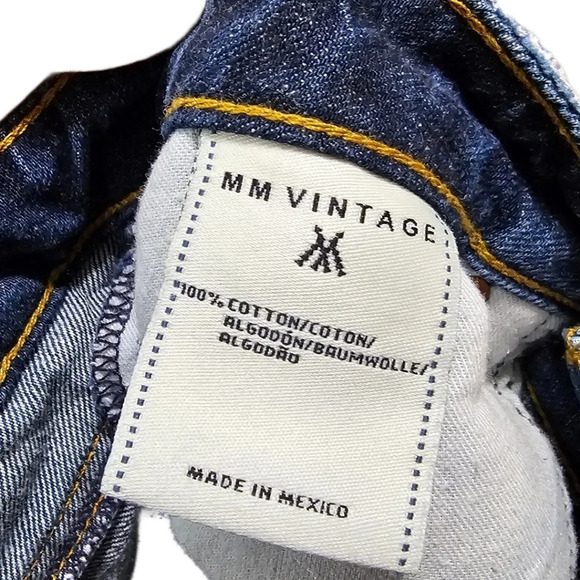 MM VINTAGE
100% COTTON/COTON/
ALGODÓN/BAUMWOLLE/
ALGODÃO
MADE IN MEXICO